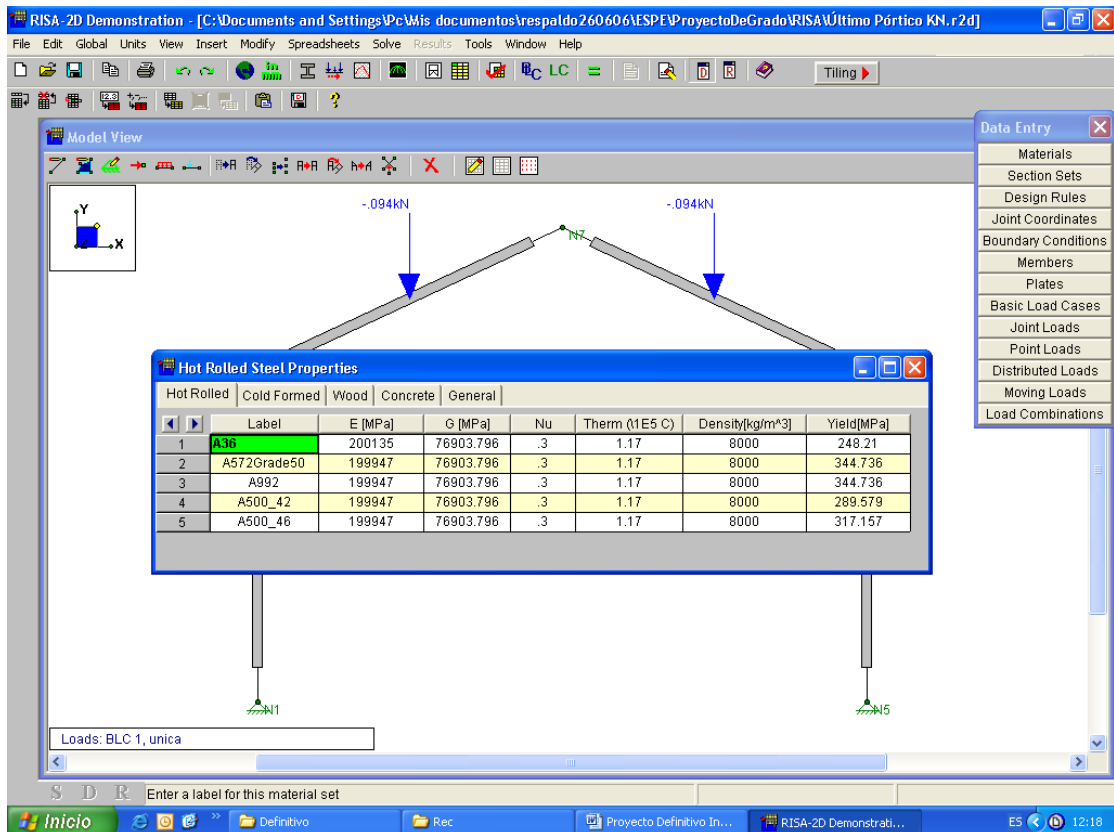 RISA-2D Demonstration - [C:\Documents and Settings\Pc\Mis documentos\respaldo260606\ESPE\ProyectoDeGrado\RISA\Último Pórtico KN.r2d]
File Edit Global Units View Insert Modify Spreadsheets Solve Results Tools Window Help
BC LC = D R Tiling
12.3
Model View
Data Entry
Materials
Section Sets
Design Rules
Joint Coordinates
Boundary Conditions
Members
Plates
Basic Load Cases
Joint Loads
Point Loads
Distributed Loads
Moving Loads
Load Combinations
Y
Z X
-.094kN -.094kN
N7
Hot Rolled Steel Properties
Hot Rolled Cold Formed Wood Concrete General
Label E [MPa] G [MPa] Nu Therm (\1E5 C) Density[kg/m^3] Yield[MPa]
1 A36 200135 76903.796 .3 1.17 8000 248.21
2 A572Grade50 199947 76903.796 .3 1.17 8000 344.736
3 A992 199947 76903.796 .3 1.17 8000 344.736
4 A500_42 199947 76903.796 .3 1.17 8000 289.579
5 A500_46 199947 76903.796 .3 1.17 8000 317.157
N1 N5
Loads: BLC 1, unica
S D R Enter a label for this material set
Inicio Definitivo Rec Proyecto Definitivo In... RISA-2D Demonstrati... ES 12:18